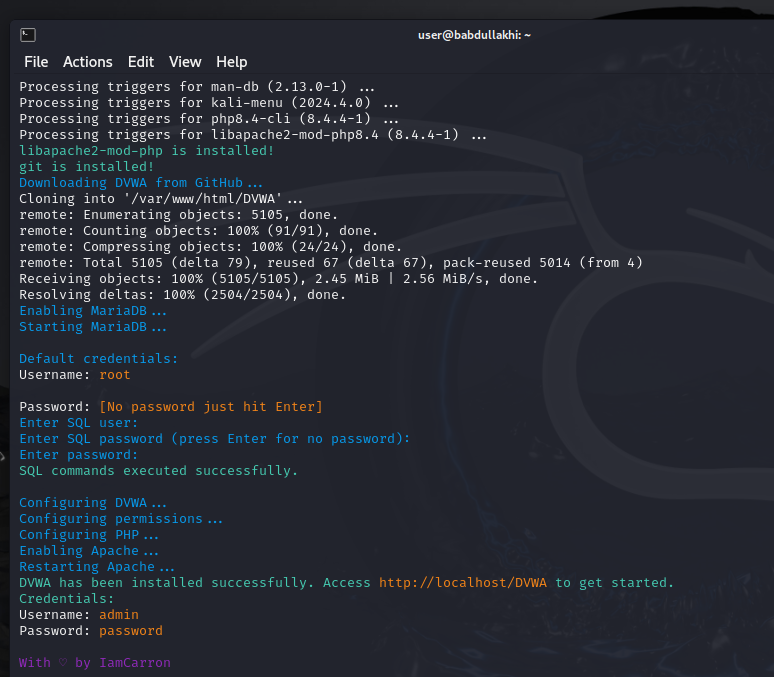 user@babdullakhi: ~
File Actions Edit View Help
Processing triggers for man-db (2.13.0-1) ...
Processing triggers for kali-menu (2024.4.0) ...
Processing triggers for php8.4-cli (8.4.4-1) ...
Processing triggers for libapache2-mod-php8.4 (8.4.4-1) ...
libapache2-mod-php is installed!
git is installed!
Downloading DVWA from GitHub...
Cloning into '/var/www/html/DVWA'...
remote: Enumerating objects: 5105, done.
remote: Counting objects: 100% (91/91), done.
remote: Compressing objects: 100% (24/24), done.
remote: Total 5105 (delta 79), reused 67 (delta 67), pack-reused 5014 (from 4)
Receiving objects: 100% (5105/5105), 2.45 MiB | 2.56 MiB/s, done.
Resolving deltas: 100% (2504/2504), done.
Enabling MariaDB...
Starting MariaDB...
Default credentials:
Username: root
Password: [No password just hit Enter]
Enter SQL user:
Enter SQL password (press Enter for no password):
Enter password:
SQL commands executed successfully.
Configuring DVWA...
Configuring permissions...
Configuring PHP...
Enabling Apache...
Restarting Apache...
DVWA has been installed successfully. Access http://localhost/DVWA to get started.
Credentials:
Username: admin
Password: password
With ♡ by IamCarron